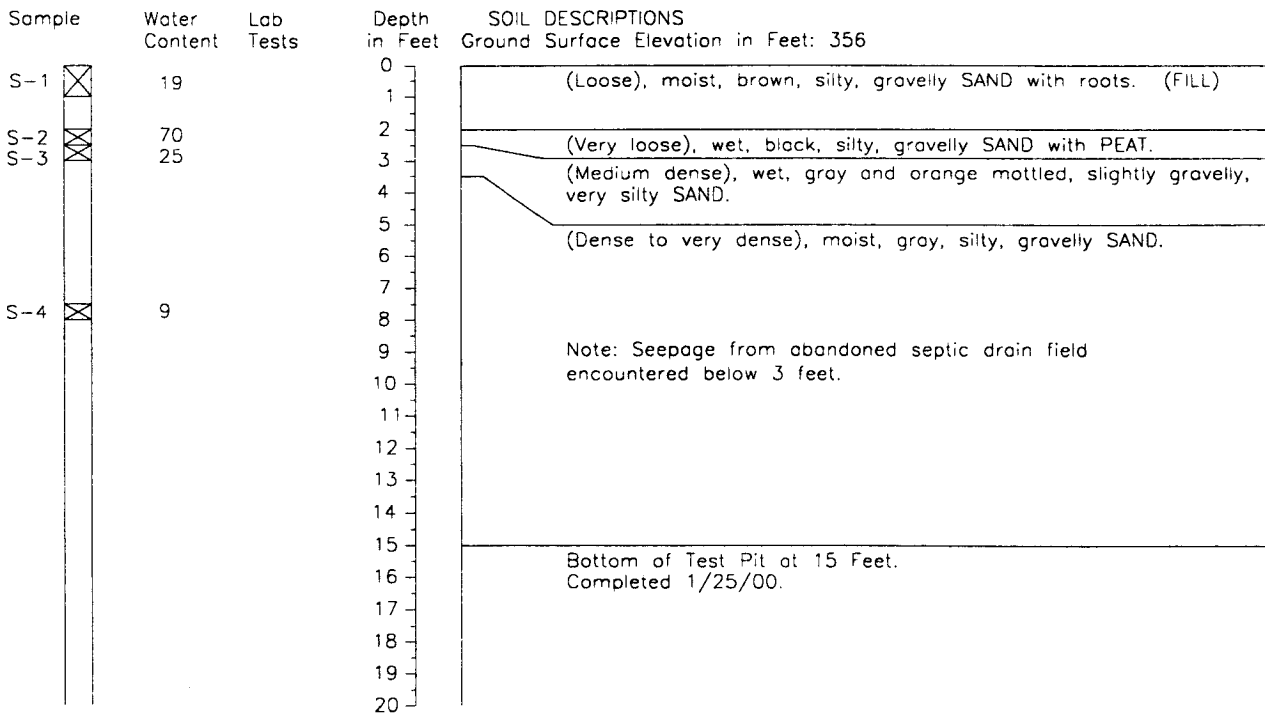 Sample Water Lab Depth SOIL DESCRIPTIONS
Content Tests in Feet Ground Surface Elevation in Feet: 356
0
S-1 19 (Loose), moist, brown, silty, gravelly SAND with roots. (FILL)
1
2
S-2 70 (Very loose), wet, black, silty, gravelly SAND with PEAT.
S-3 25 3
(Medium dense), wet, gray and orange mottled, slightly gravelly,
4 very silty SAND.
5
(Dense to very dense), moist, gray, silty, gravelly SAND.
6
7
S-4 9 8
9 Note: Seepage from abandoned septic drain field
10 encountered below 3 feet.
11
12
13
14
15
Bottom of Test Pit at 15 Feet.
16 Completed 1/25/00.
17
18
19
20